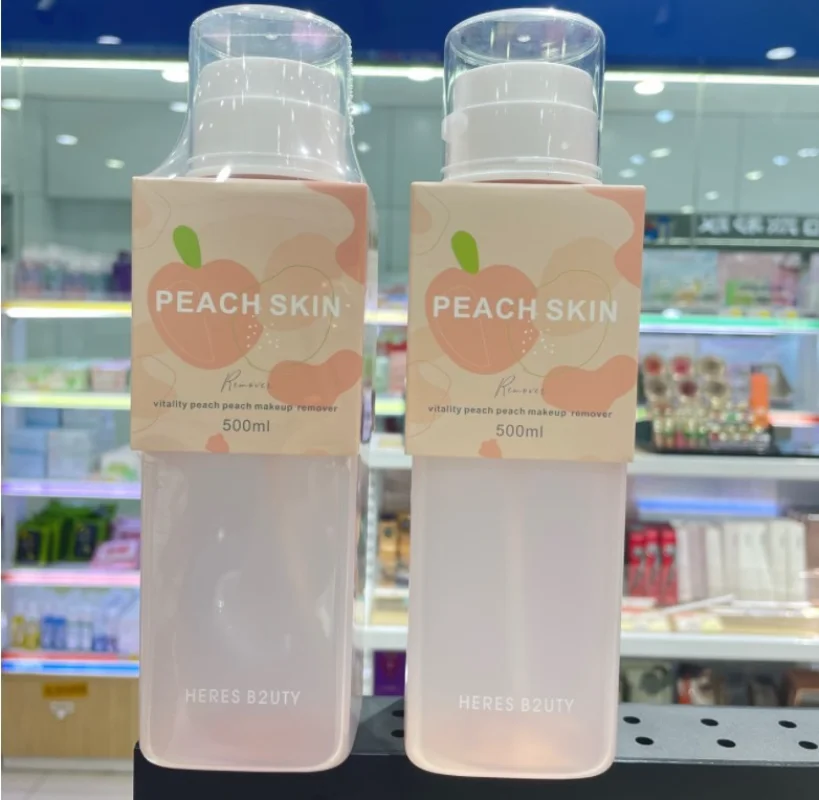 PEACH SKIN
Remover
vitality peach peach makeup remover
500ml
HERES B2UTY
PEACH SKIN
Remover
vitality peach peach makeup remover
500ml
HERES B2UTY